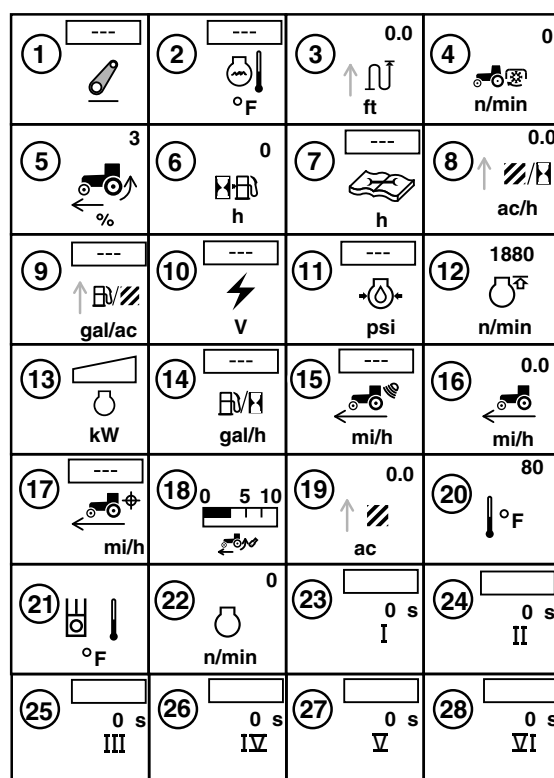 1 ---
2 --- °F
3 0.0 ft
4 0 n/min
5 3 %
6 0 h
7 --- h
8 0.0 / ac/h
9 --- / gal/ac
10 --- V
11 --- psi
12 1880 n/min
13 kW
14 --- / gal/h
15 --- mi/h
16 0.0 mi/h
17 --- mi/h
18 0 5 10
19 0.0 ac
20 80 °F
21 °F
22 0 n/min
23 0 s I
24 0 s II
25 0 s III
26 0 s IV
27 0 s V
28 0 s VI